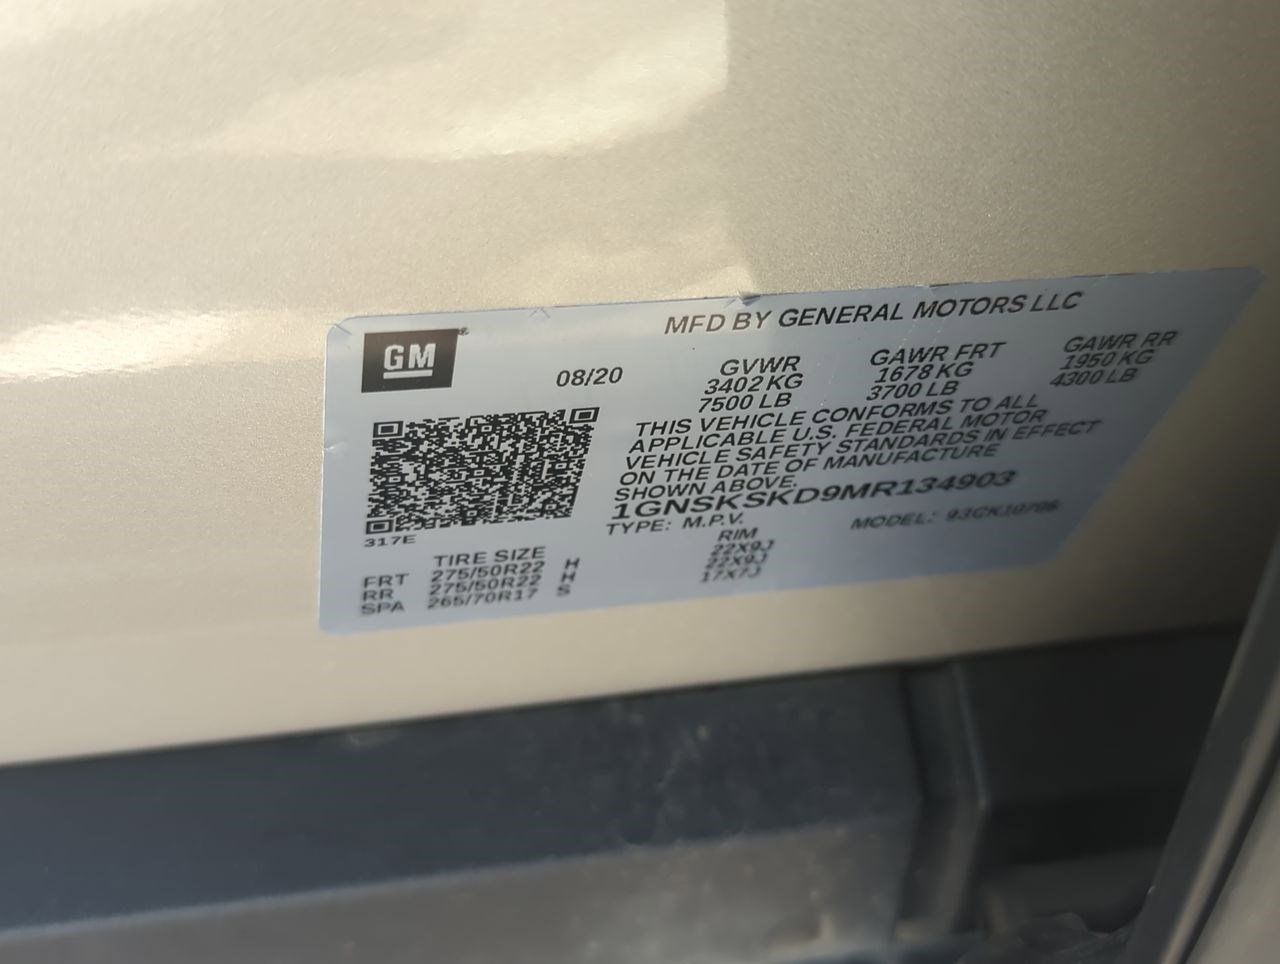 GM
MFD BY GENERAL MOTORS LLC
08/20
GVWR GAWR FRT GAWR RR
3402 KG 1678 KG 1950 KG
7500 LB 3700 LB 4300 LB
THIS VEHICLE CONFORMS TO ALL
APPLICABLE U.S. FEDERAL MOTOR
VEHICLE SAFETY STANDARDS IN EFFECT
ON THE DATE OF MANUFACTURE
SHOWN ABOVE.
1GNSKSKD9MR134903
TYPE: M.P.V. MODEL:
317E
TIRE SIZE RIM
FRT 275/50R22 H 22X9J
RR 275/50R22 H 22X9J
SPA 265/70R17 S 17X7J